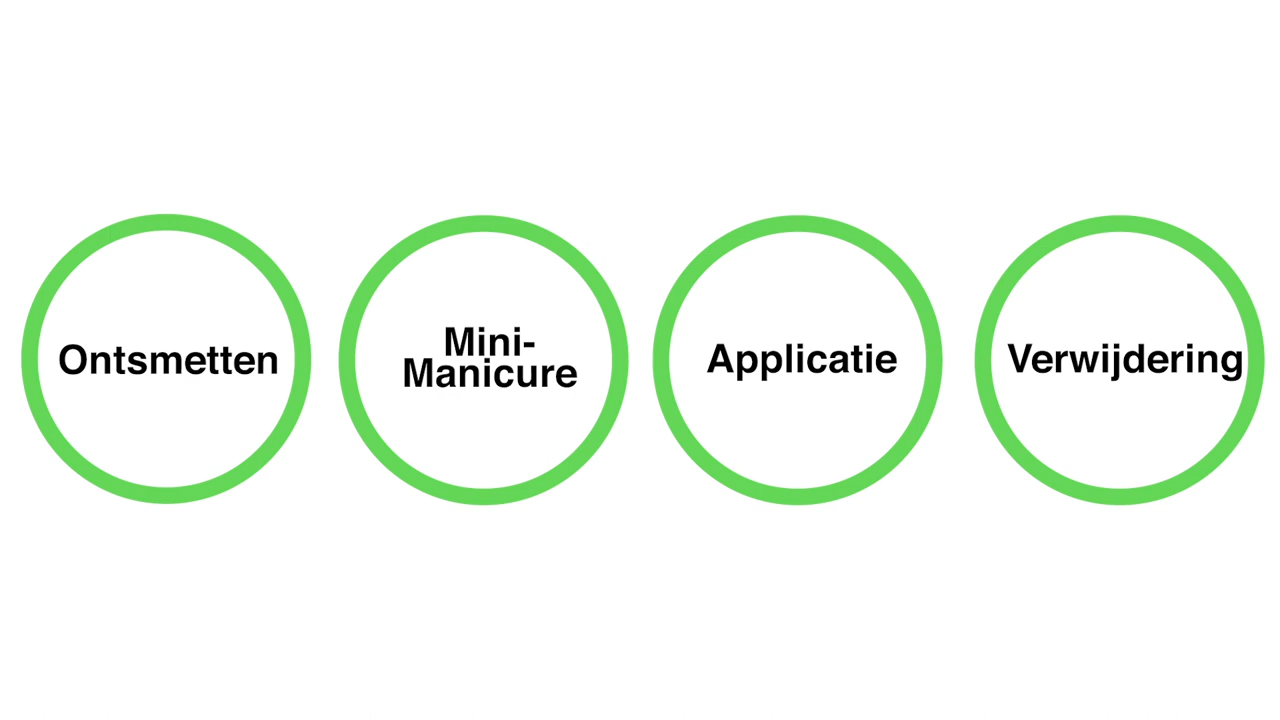 Ontsmetten
Mini-
Manicure
Applicatie
Verwijdering